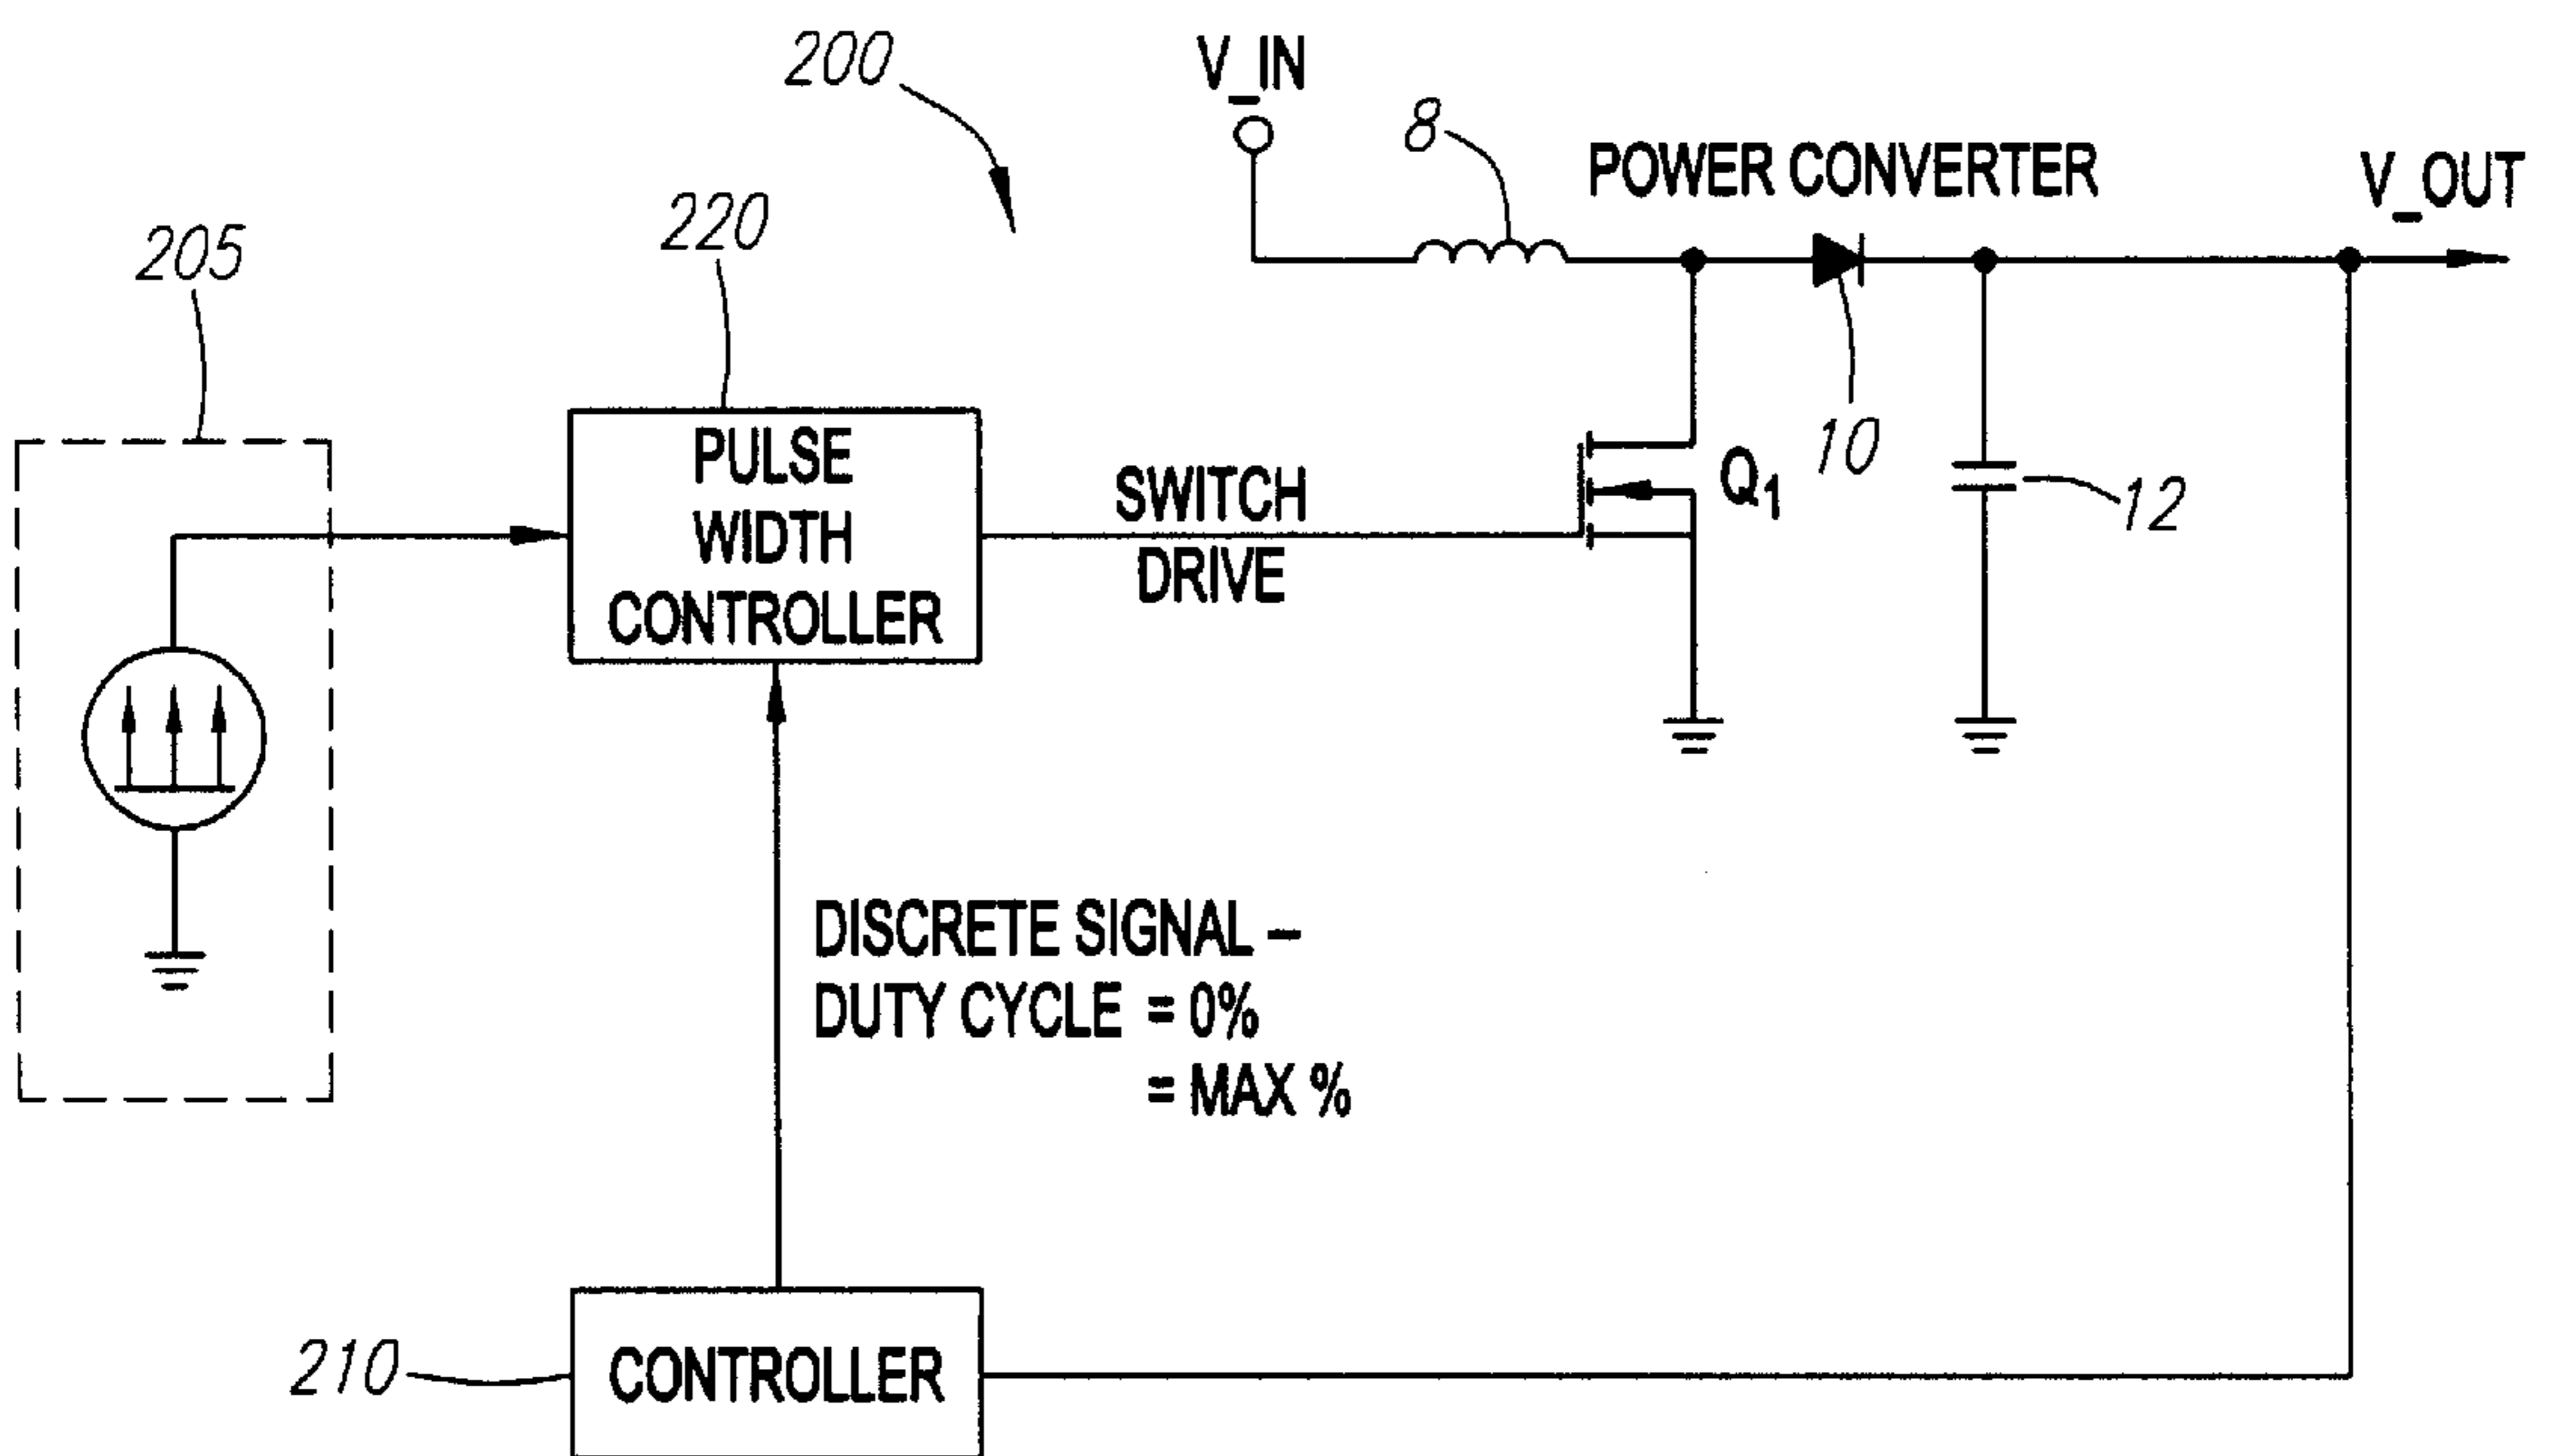 200
V_IN
8
POWER CONVERTER
V_OUT
205
220
PULSE
WIDTH
CONTROLLER
SWITCH
DRIVE
Q1
10
12
DISCRETE SIGNAL –
DUTY CYCLE = 0%
= MAX %
210
CONTROLLER